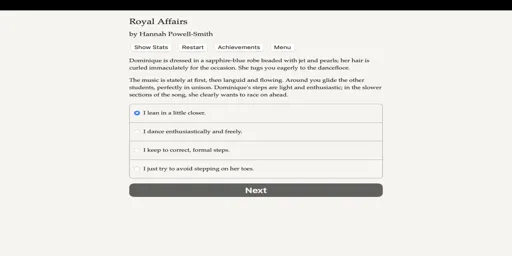 Royal Affairs
by Hannah Powell-Smith
Show Stats Restart Achievements Menu
Dominique is dressed in a sapphire-blue robe beaded with jet and pearls; her hair is
curled immaculately for the occasion. She tugs you eagerly to the dancefloor.
The music is stately at first, then languid and flowing. Around you glide the other
students, perfectly in unison. Dominique's steps are light and enthusiastic; in the slower
sections of the song, she clearly wants to race on ahead.
I lean in a little closer.
I dance enthusiastically and freely.
I keep to correct, formal steps.
I just try to avoid stepping on her toes.
Next